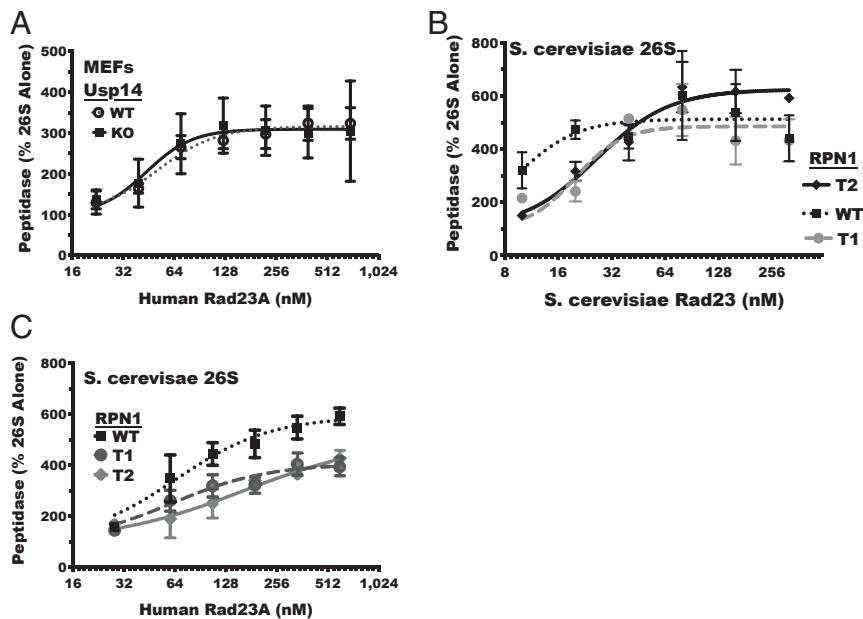 A
MEFs
Usp14
WT
KO
Peptidase (% 26S Alone)
500
400
300
200
100
0
16 32 64 128 256 512 1,024
Human Rad23A (nM)
B
S. cerevisiae 26S
Peptidase (% 26S Alone)
800
600
400
200
0
8 16 32 64 128 256
S. cerevisiae Rad23 (nM)
RPN1
T2
WT
T1
C
S. cerevisae 26S
RPN1
WT
T1
T2
Peptidase (% 26S Alone)
800
600
400
200
0
16 32 64 128 256 512 1,024
Human Rad23A (nM)